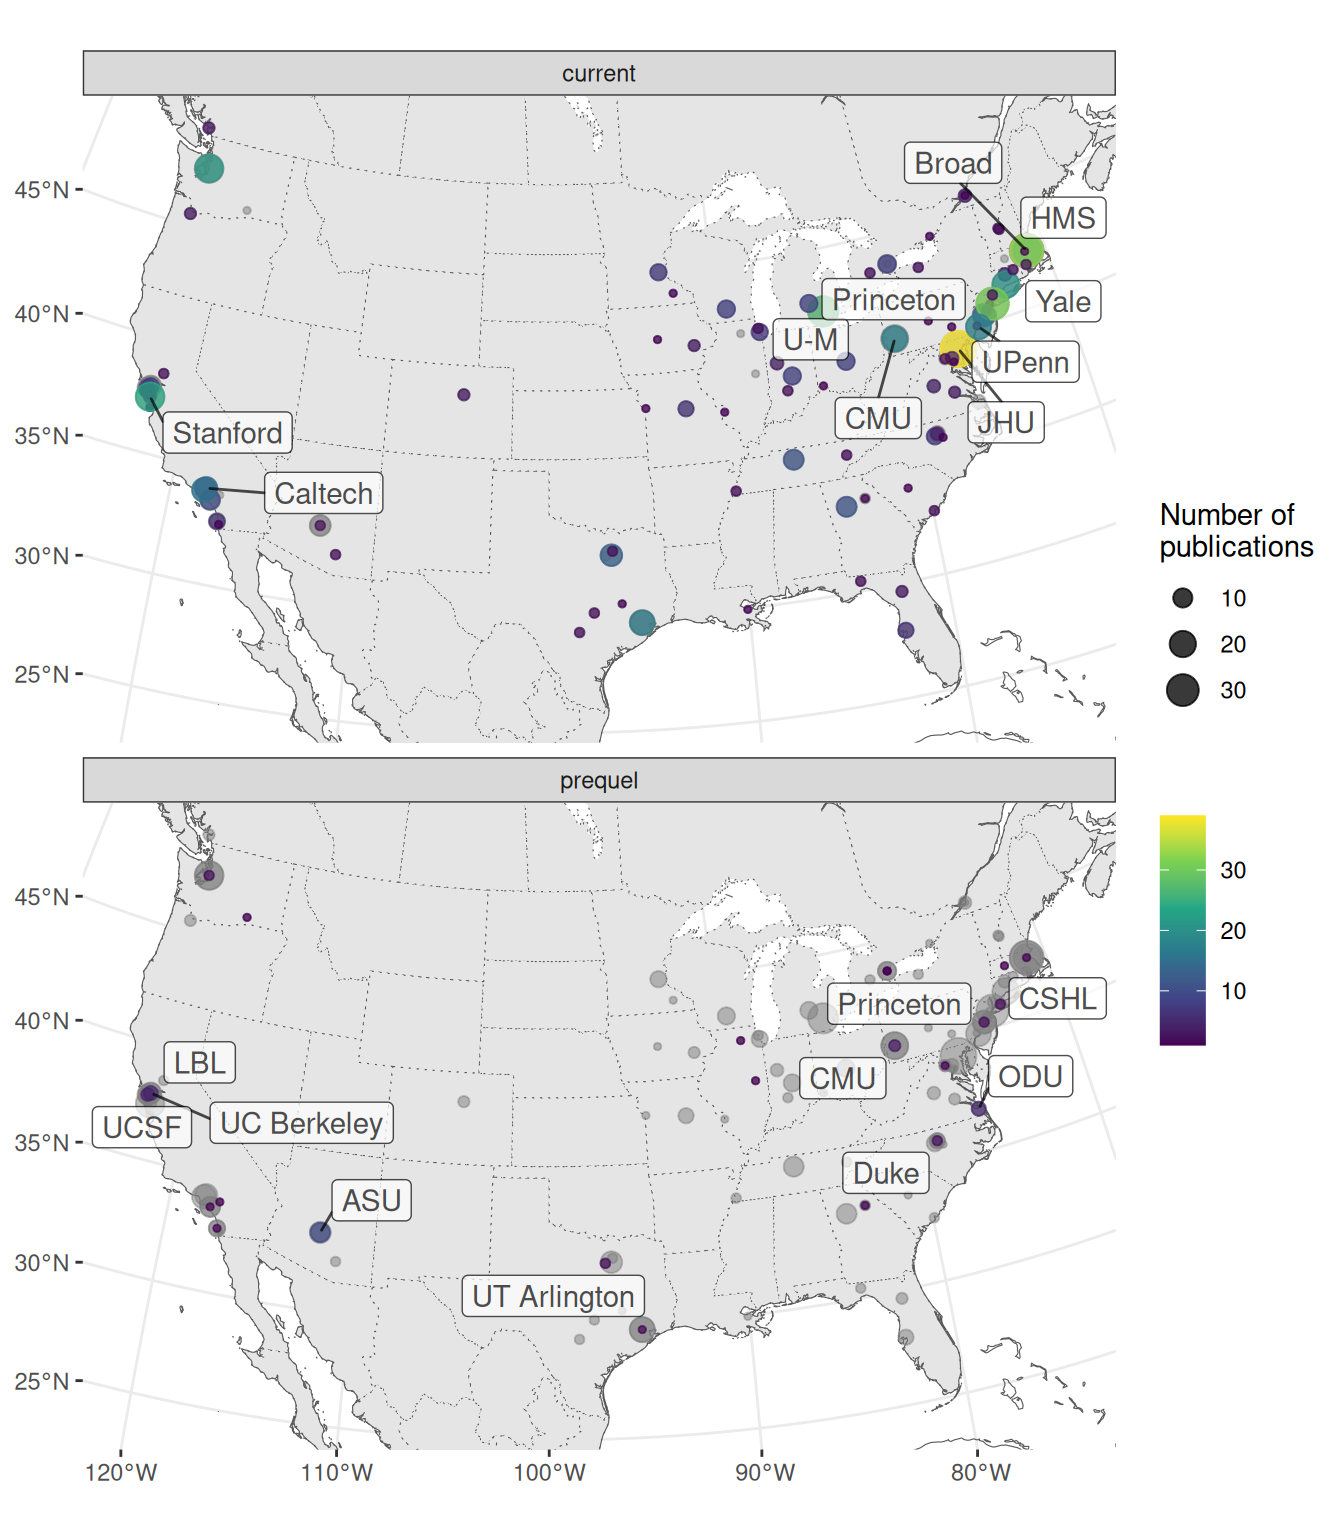 current
45°N
40°N
35°N
30°N
25°N
Broad
HMS
Princeton
Yale
U-M
UPenn
CMU
JHU
Stanford
Caltech
Number of
publications
10
20
30
30
20
10
prequel
45°N
40°N
35°N
30°N
25°N
Princeton
CSHL
LBL
CMU
ODU
UCSF
UC Berkeley
Duke
ASU
UT Arlington
120°W
110°W
100°W
90°W
80°W